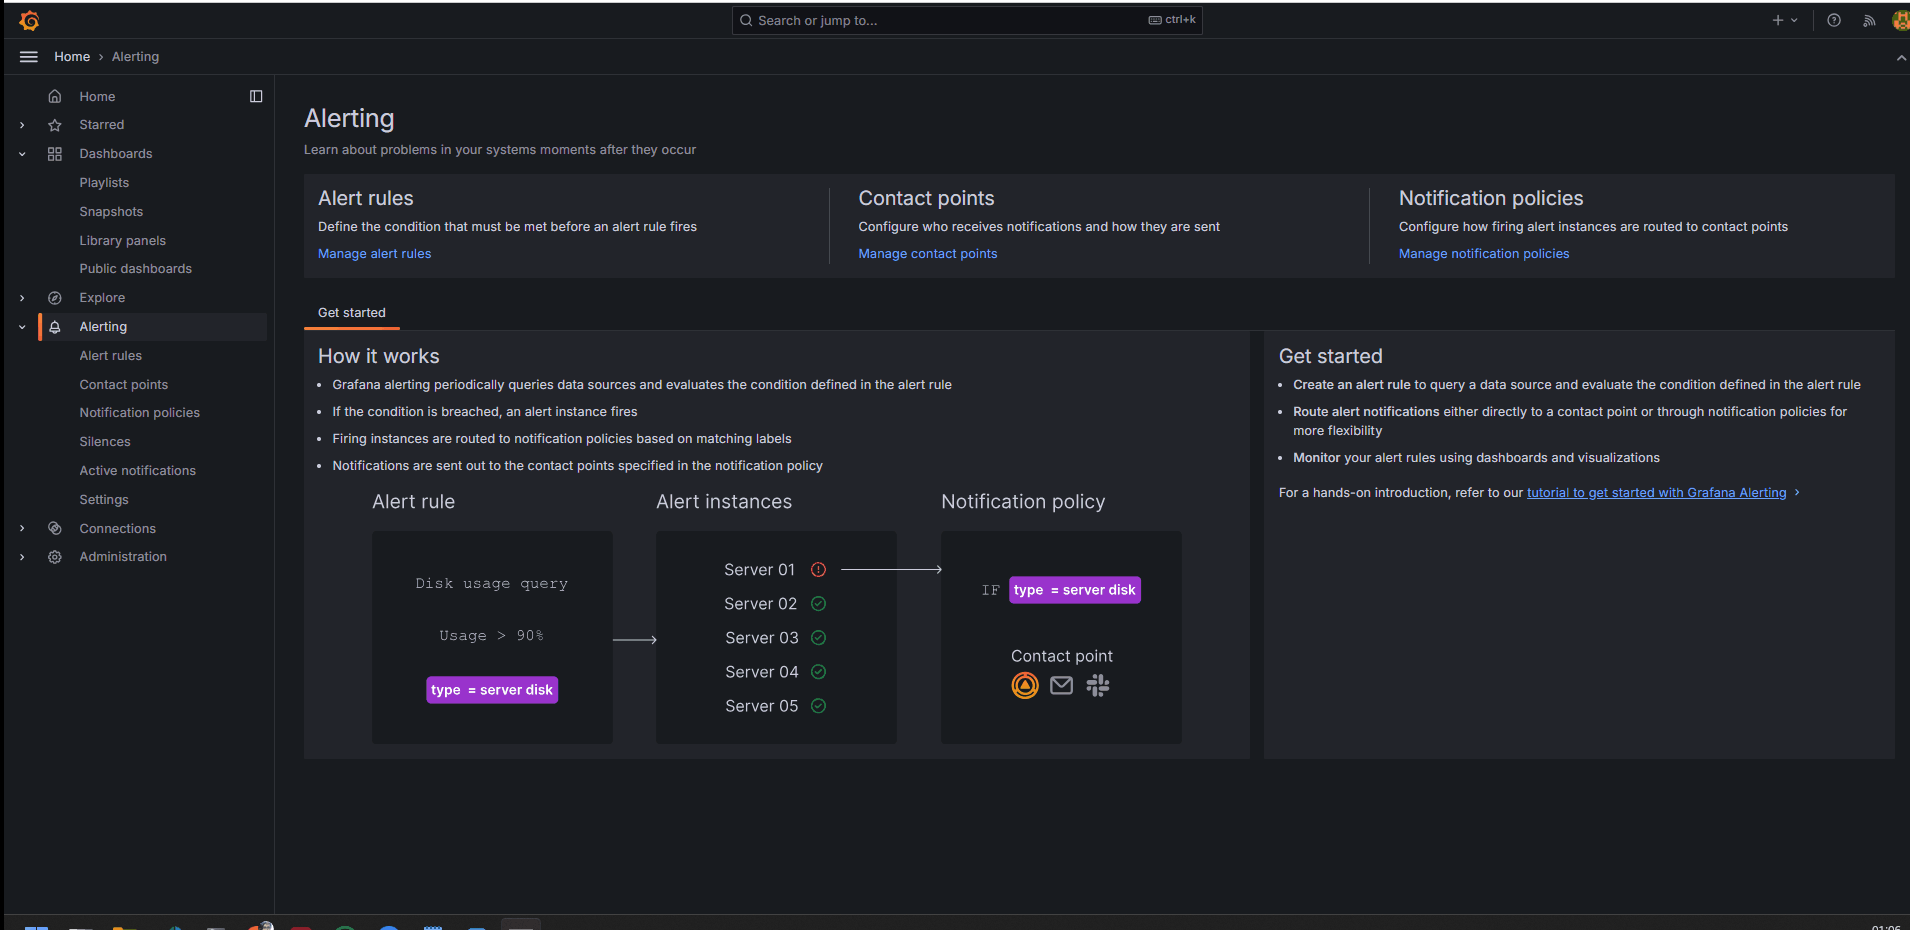 Search or jump to...
ctrl+k
Home › Alerting
Home
Starred
Dashboards
Playlists
Snapshots
Library panels
Public dashboards
Explore
Alerting
Alert rules
Contact points
Notification policies
Silences
Active notifications
Settings
Connections
Administration
Alerting
Learn about problems in your systems moments after they occur
Alert rules
Define the condition that must be met before an alert rule fires
Manage alert rules
Contact points
Configure who receives notifications and how they are sent
Manage contact points
Notification policies
Configure how firing alert instances are routed to contact points
Manage notification policies
Get started
How it works
Grafana alerting periodically queries data sources and evaluates the condition defined in the alert rule
If the condition is breached, an alert instance fires
Firing instances are routed to notification policies based on matching labels
Notifications are sent out to the contact points specified in the notification policy
Alert rule
Disk usage query
Usage > 90%
type = server disk
Alert instances
Server 01
Server 02
Server 03
Server 04
Server 05
Notification policy
IF type = server disk
Contact point
Get started
Create an alert rule to query a data source and evaluate the condition defined in the alert rule
Route alert notifications either directly to a contact point or through notification policies for
more flexibility
Monitor your alert rules using dashboards and visualizations
For a hands-on introduction, refer to our tutorial to get started with Grafana Alerting